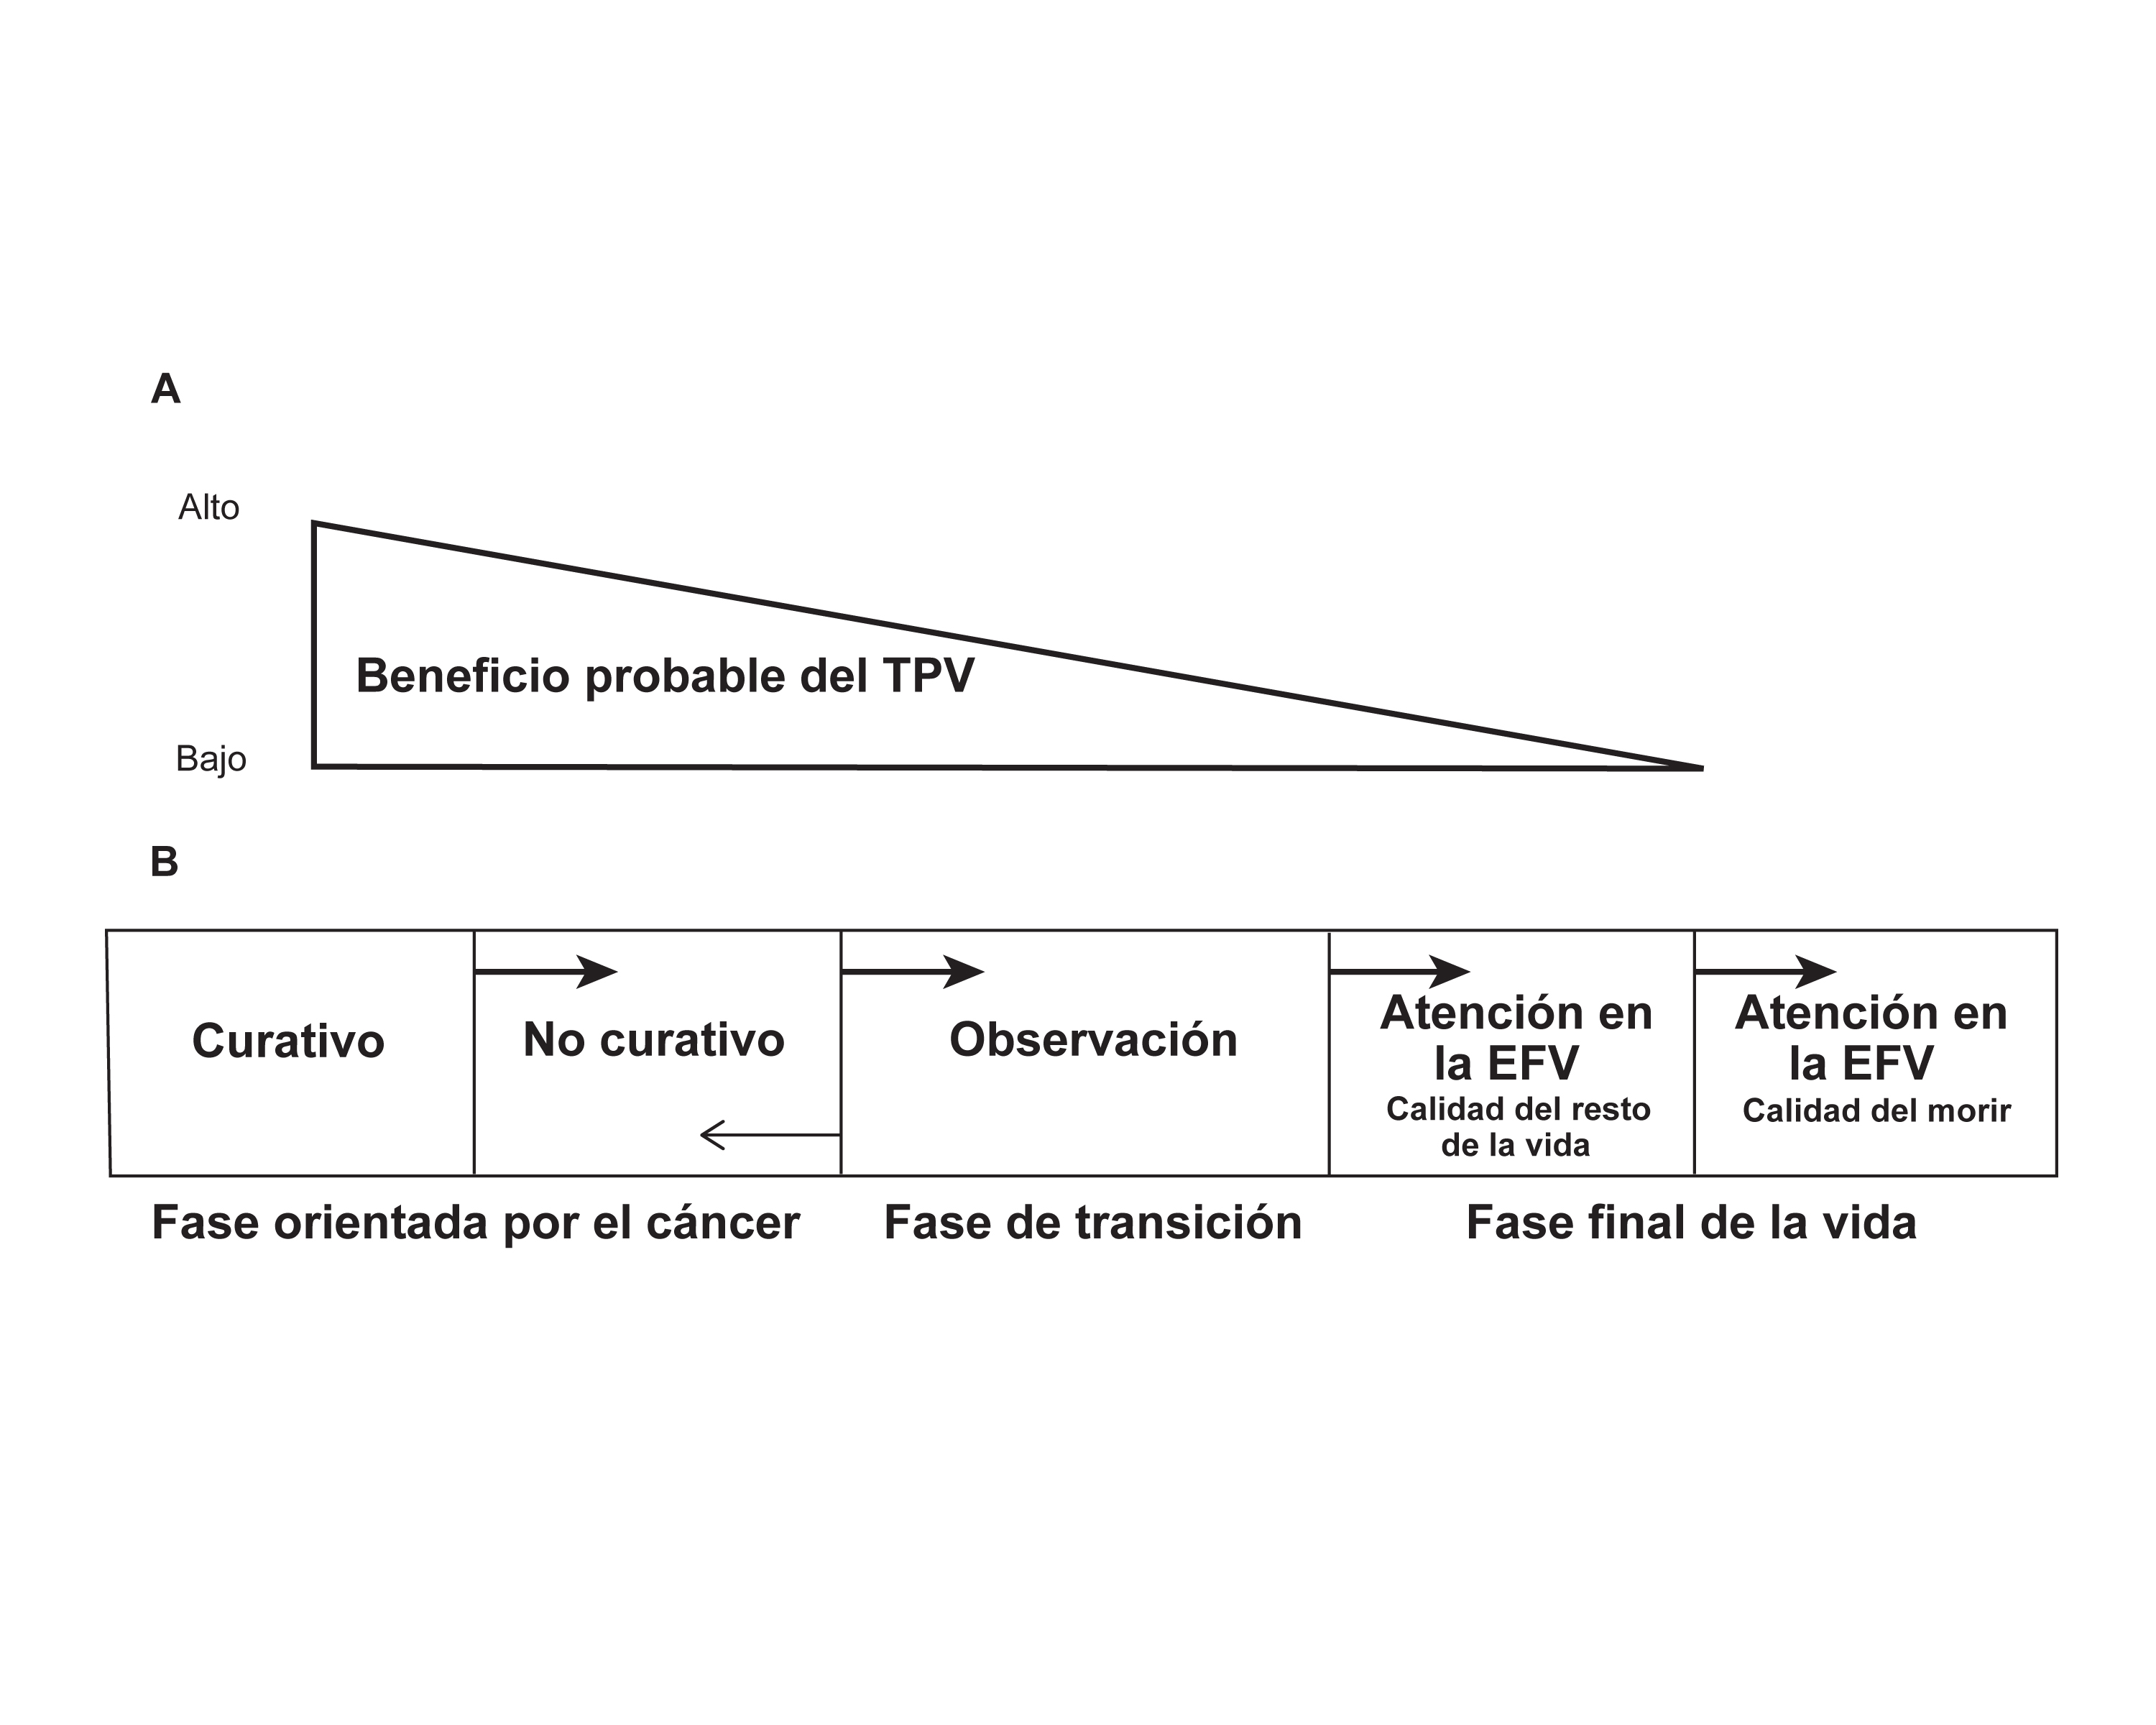 A
Alto
Beneficio probable del TPV
Bajo
B
Curativo
No curativo
Observación
Atención en
la EFV
Calidad del resto
de la vida
Atención en
la EFV
Calidad del morir
Fase orientada por el cáncer
Fase de transición
Fase final de la vida